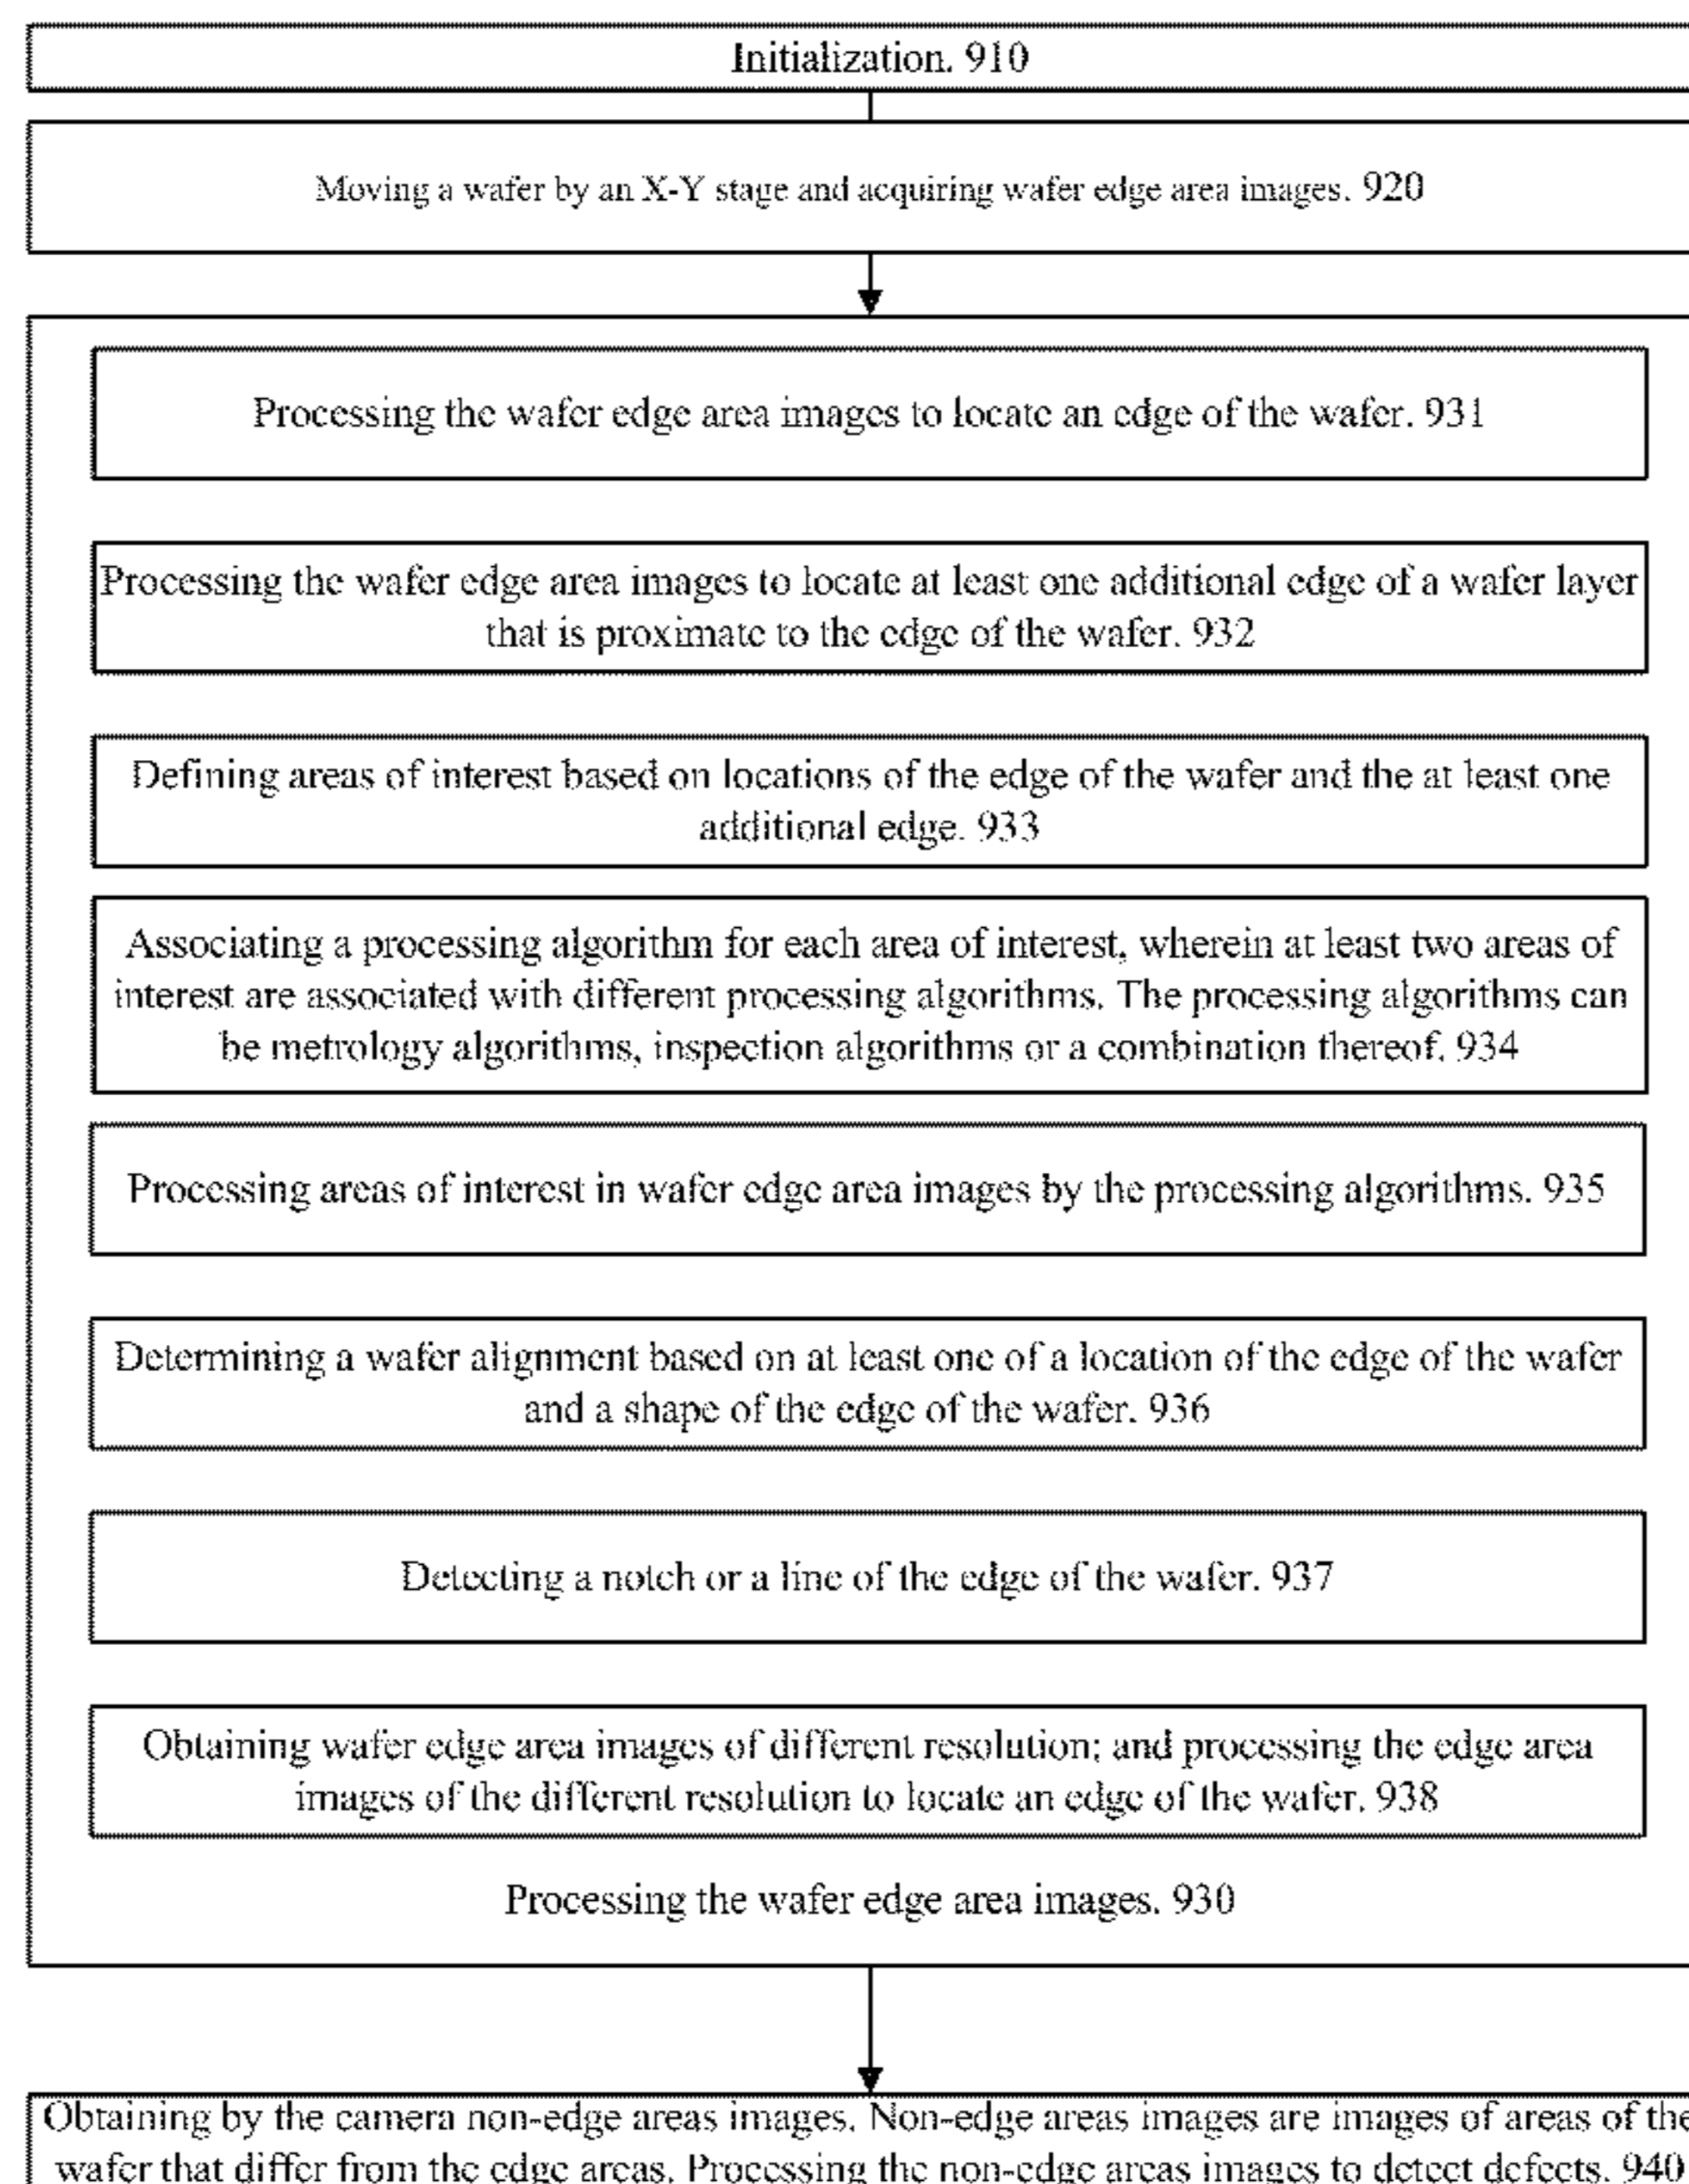 Initialization. 910
Moving a wafer by an X-Y stage and acquiring wafer edge area images. 920
Processing the wafer edge area images to locate an edge of the wafer. 931
Processing the wafer edge area images to locate at least one additional edge of a wafer layer
that is proximate to the edge of the wafer. 932
Defining areas of interest based on locations of the edge of the wafer and the at least one
additional edge. 933
Associating a processing algorithm for each area of interest, wherein at least two areas of
interest are associated with different processing algorithms. The processing algorithms can
be metrology algorithms, inspection algorithms or a combination thereof. 934
Processing areas of interest in wafer edge area images by the processing algorithms. 935
Determining a wafer alignment based on at least one of a location of the edge of the wafer
and a shape of the edge of the wafer. 936
Detecting a notch or a line of the edge of the wafer. 937
Obtaining wafer edge area images of different resolution; and processing the edge area
images of the different resolution to locate an edge of the wafer. 938
Processing the wafer edge area images. 930
Obtaining by the camera non-edge areas images. Non-edge areas images are images of areas of the
wafer that differ from the edge areas. Processing the non-edge areas images to detect defects. 940